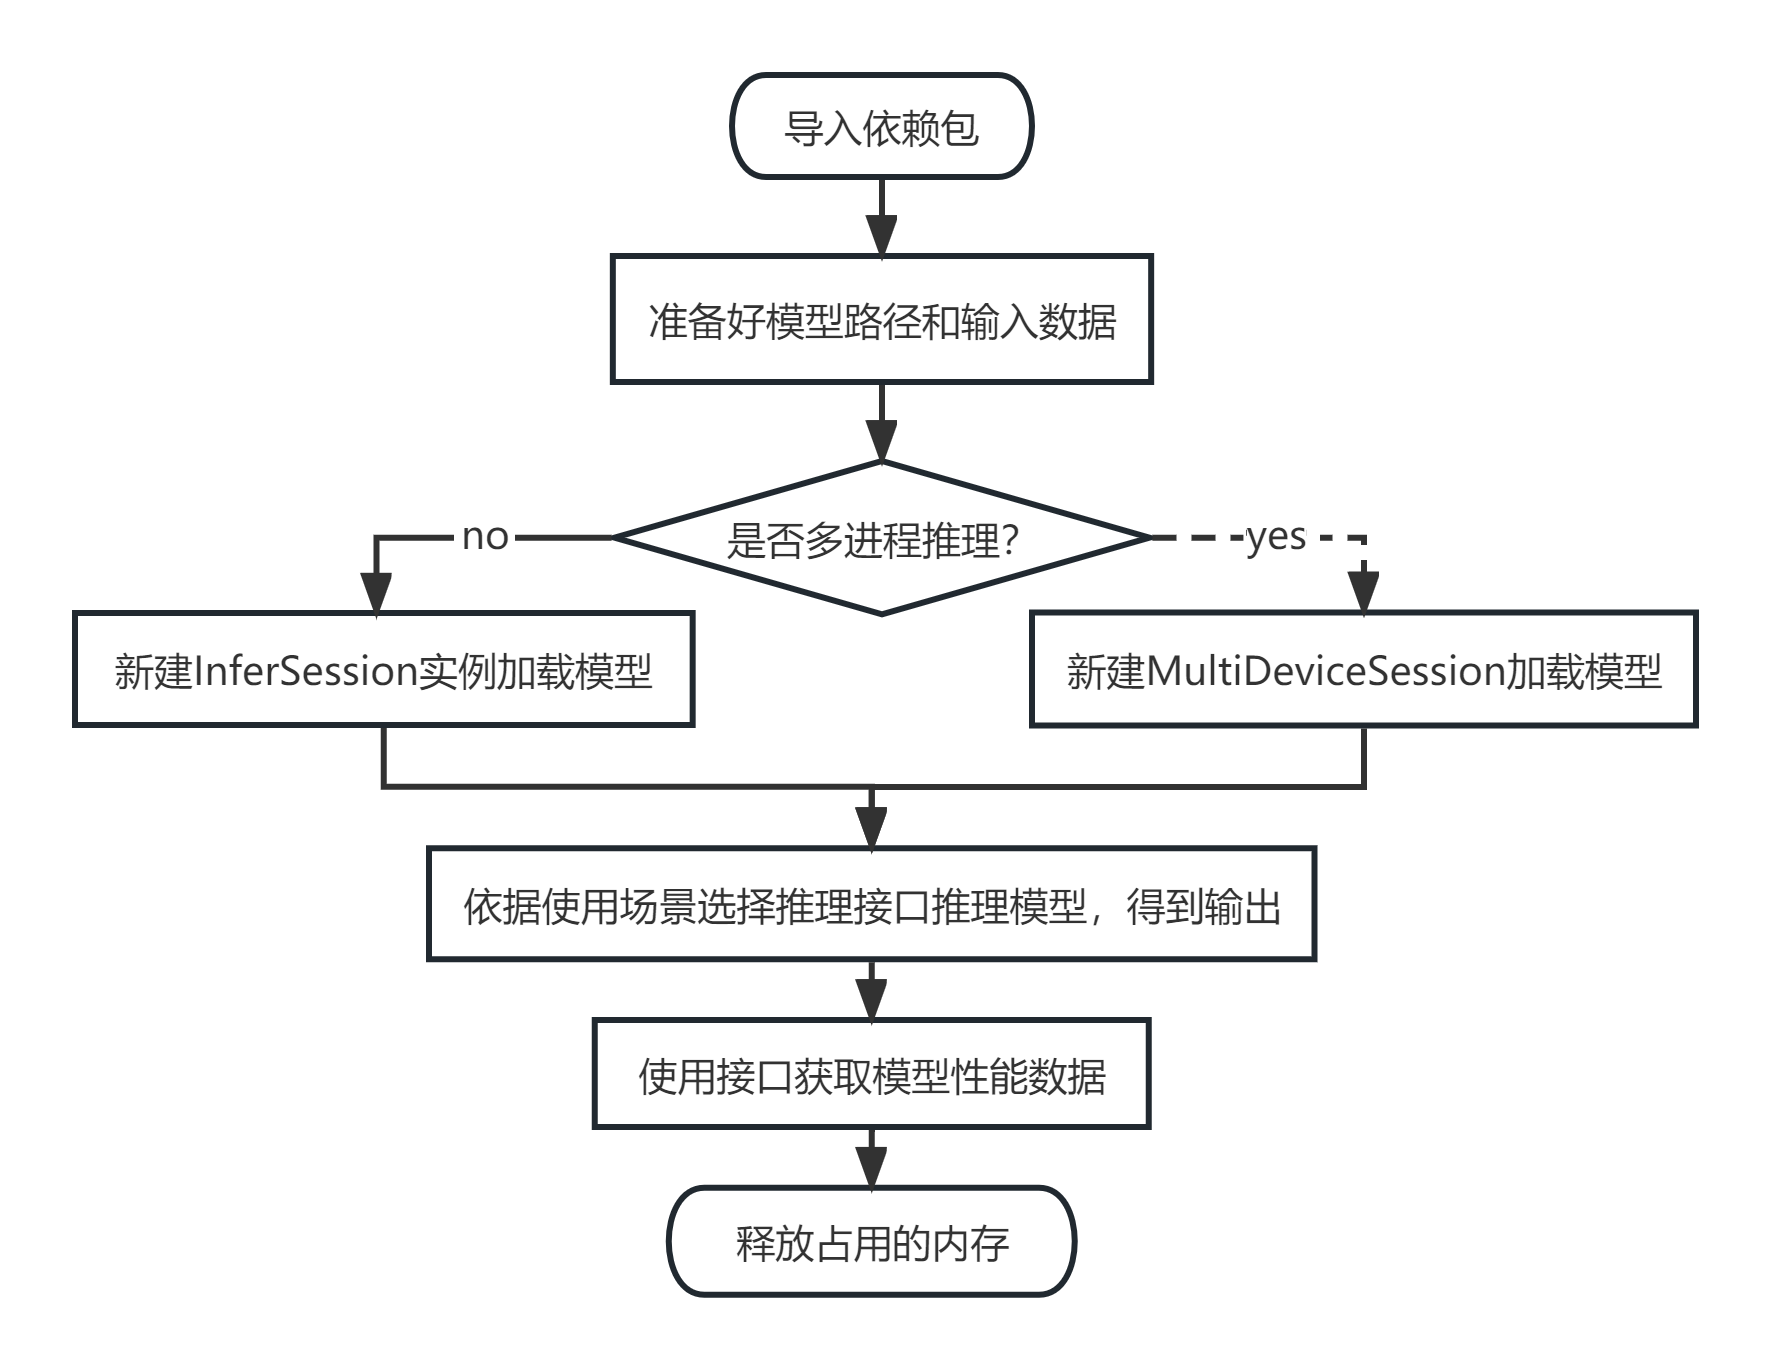 导入依赖包
准备好模型路径和输入数据
是否多进程推理？
no
yes
新建InferSession实例加载模型
新建MultiDeviceSession加载模型
依据使用场景选择推理接口推理模型，得到输出
使用接口获取模型性能数据
释放占用的内存